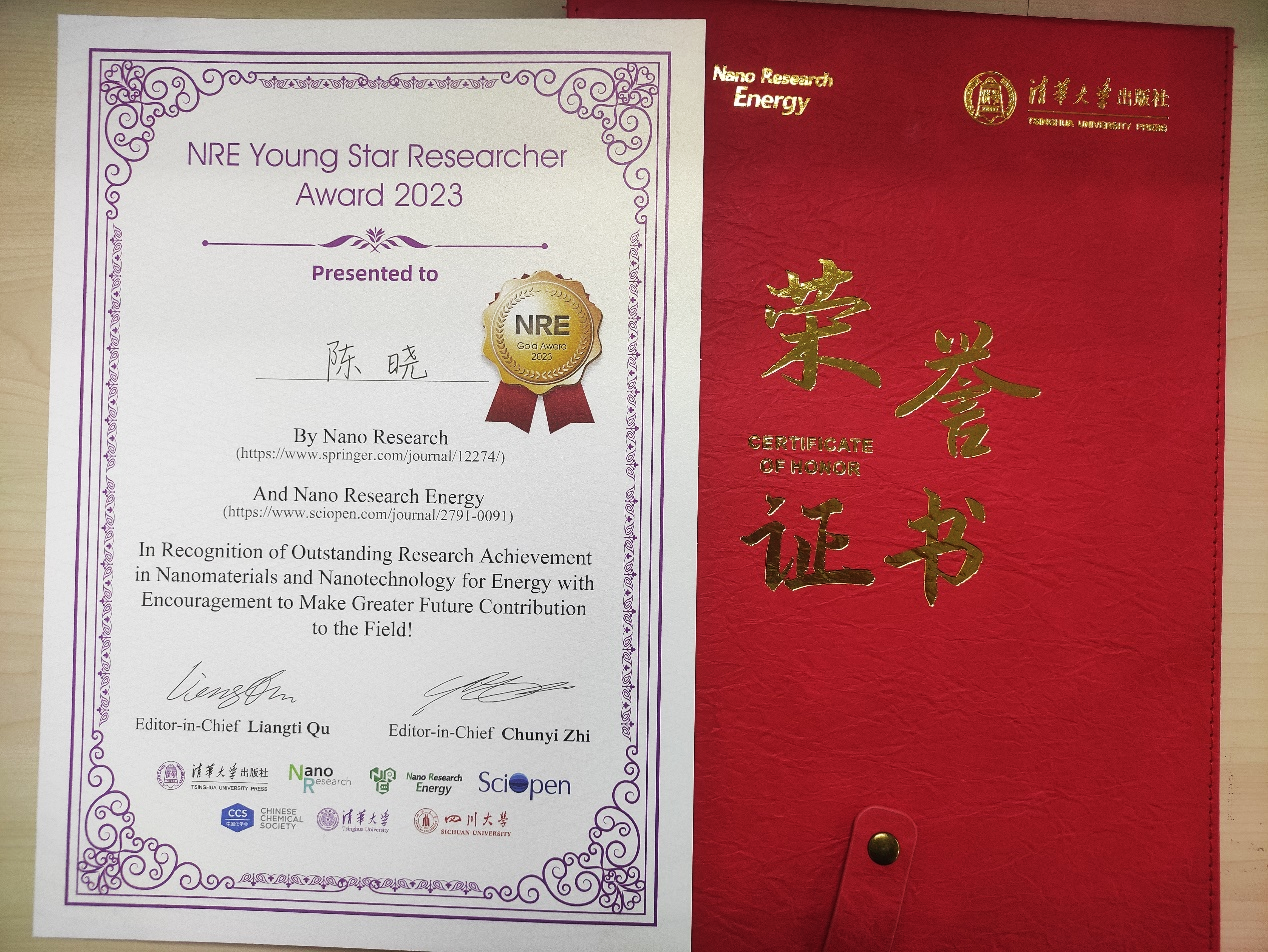 NRE Young Star Researcher
Award 2023
Presented to
陈 晓
NRE
Gold Award
2023
By Nano Research
(https://www.springer.com/journal/12274/)
And Nano Research Energy
(https://www.sciopen.com/journal/2791-0091)
In Recognition of Outstanding Research Achievement
in Nanomaterials and Nanotechnology for Energy with
Encouragement to Make Greater Future Contribution
to the Field!
Editor-in-Chief Liangti Qu
Editor-in-Chief Chunyi Zhi
清华大学出版社
TSINGHUA UNIVERSITY PRESS
Nano
Research
Nano Research
Energy
SciOpen
CCS
中国化学会
CHINESE
CHEMICAL
SOCIETY
清华大学
Tsinghua University
四川大学
SICHUAN UNIVERSITY
Nano Research
Energy
清华大学出版社
TSINGHUA UNIVERSITY PRESS
荣誉
CERTIFICATE
OF HONOR
证书